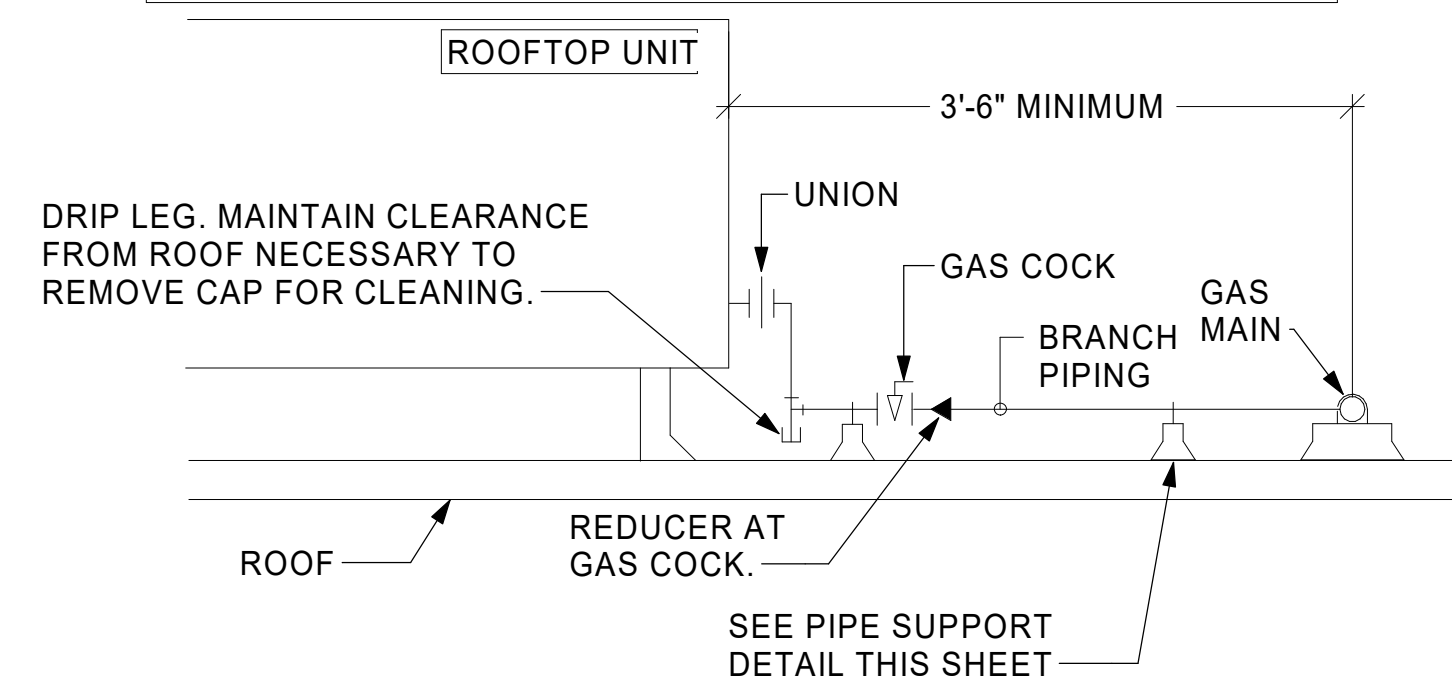 ROOFTOP UNIT
3'-6" MINIMUM
UNION
DRIP LEG. MAINTAIN CLEARANCE
FROM ROOF NECESSARY TO
REMOVE CAP FOR CLEANING.
GAS COCK
GAS
MAIN
BRANCH
PIPING
REDUCER AT
GAS COCK.
ROOF
SEE PIPE SUPPORT
DETAIL THIS SHEET